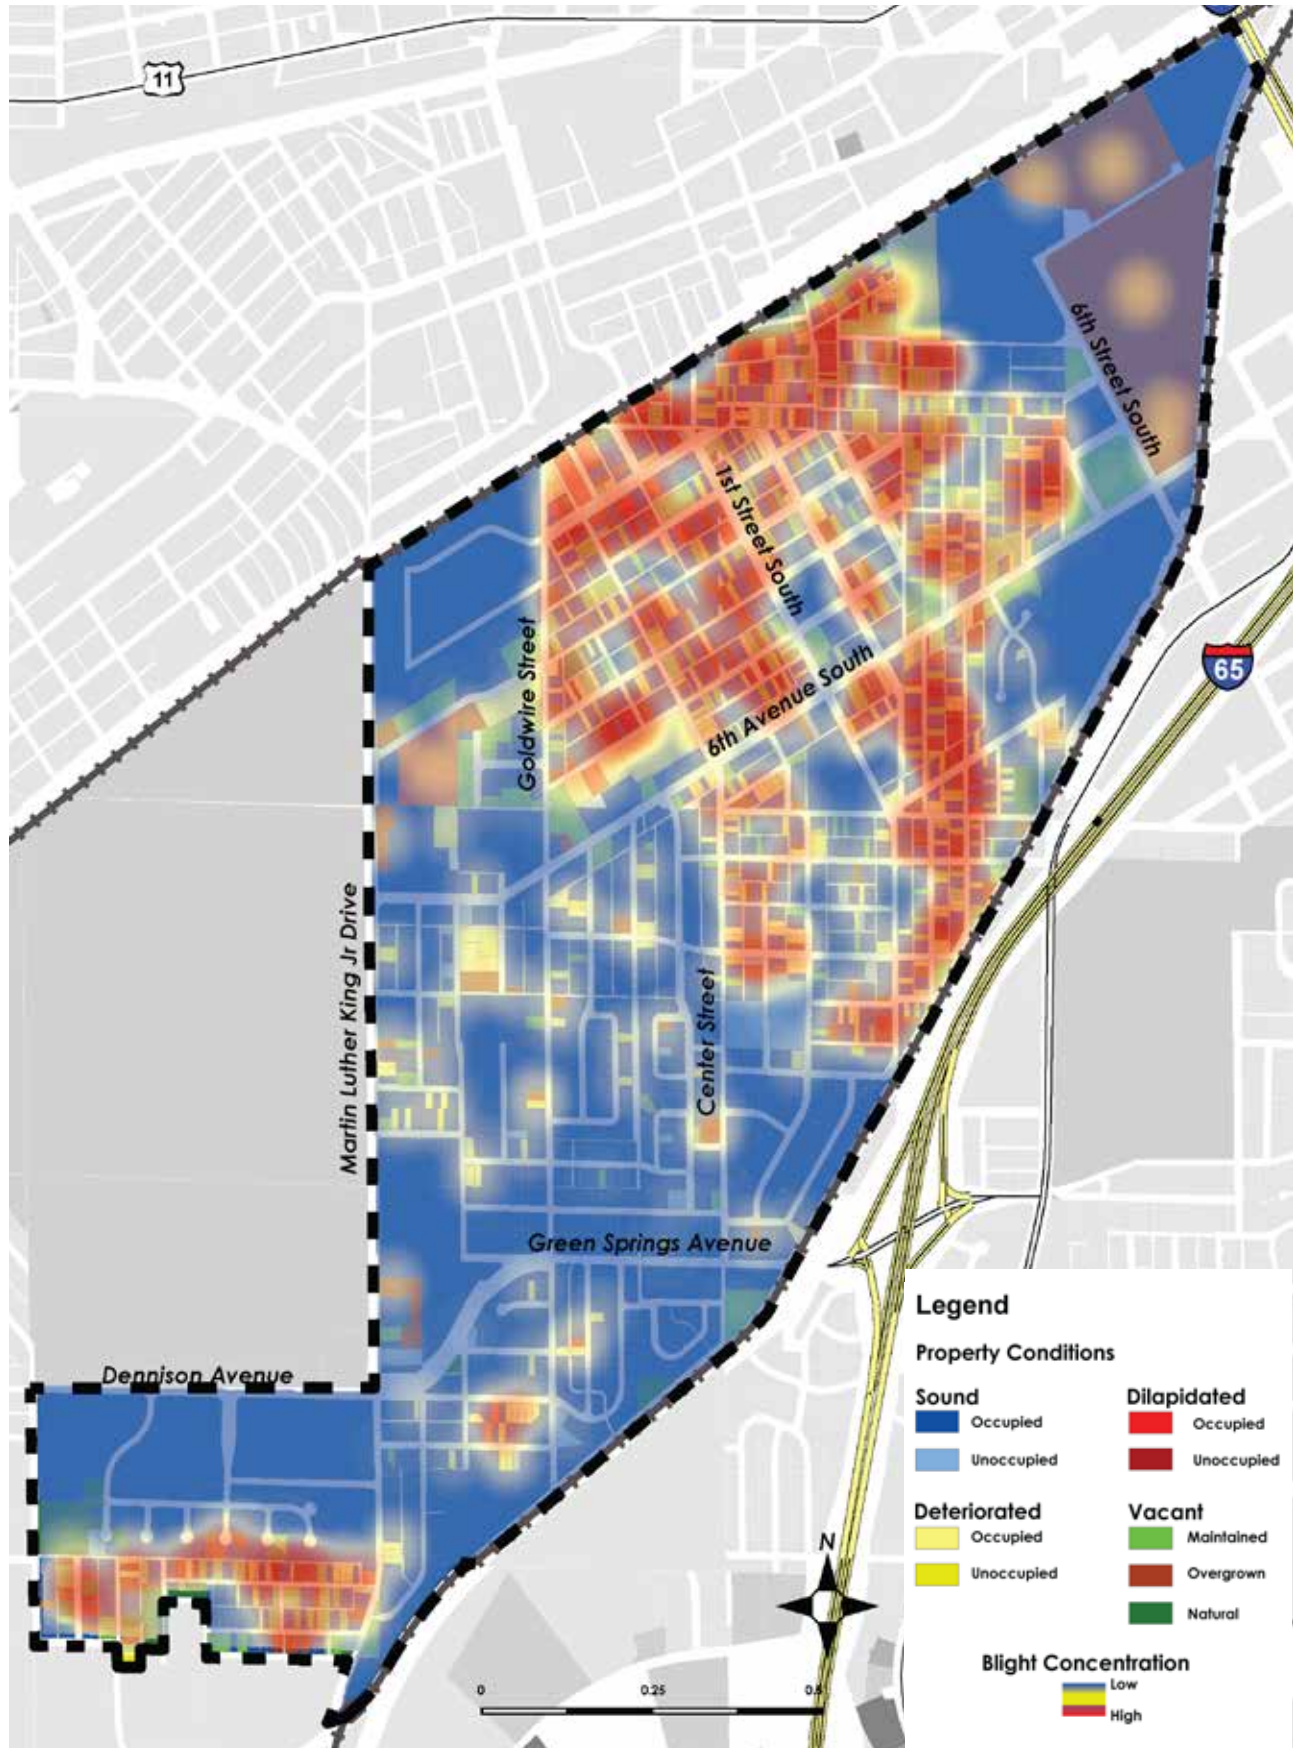 11
6th Street South
1st Street South
65
Goldwire Street
6th Avenue South
Martin Luther King Jr Drive
Center Street
Green Springs Avenue
Dennison Avenue
Legend
Property Conditions
Sound
Occupied
Unoccupied
Dilapidated
Occupied
Unoccupied
Deteriorated
Occupied
Unoccupied
Vacant
Maintained
Overgrown
Natural
Blight Concentration
Low
High
N
0
0.25